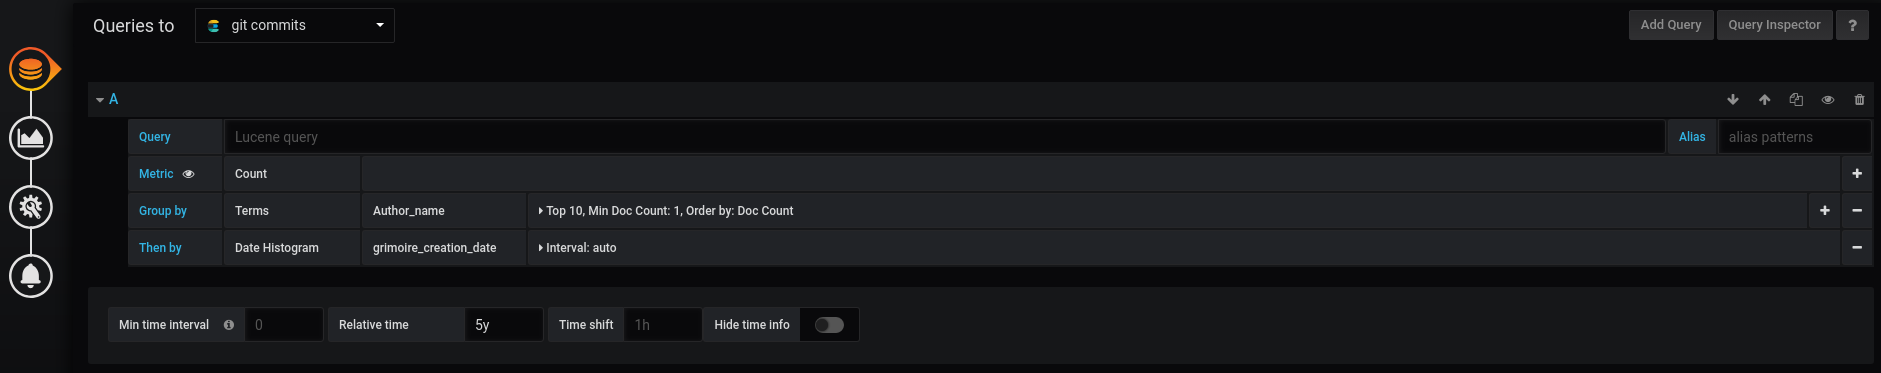 Queries to git commits Add Query Query Inspector ?
A
Query Lucene query Alias alias patterns
Metric Count +
Group by Terms Author_name Top 10, Min Doc Count: 1, Order by: Doc Count + −
Then by Date Histogram grimoire_creation_date Interval: auto −
Min time interval 0 Relative time 5y Time shift 1h Hide time info